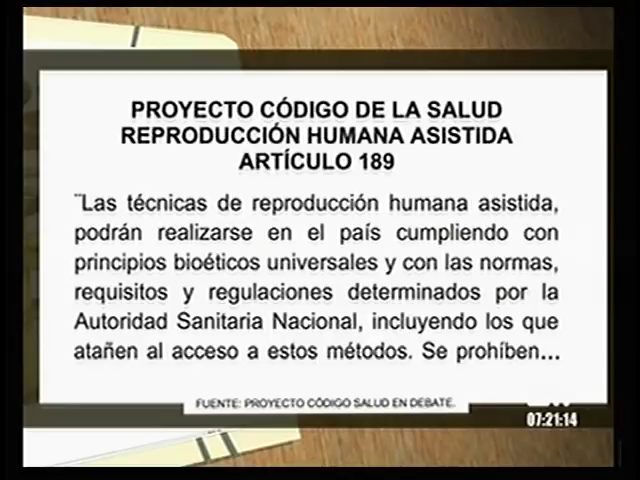 PROYECTO CÓDIGO DE LA SALUD
REPRODUCCIÓN HUMANA ASISTIDA
ARTÍCULO 189
¨Las técnicas de reproducción humana asistida,
podrán realizarse en el país cumpliendo con
principios bioéticos universales y con las normas,
requisitos y regulaciones determinados por la
Autoridad Sanitaria Nacional, incluyendo los que
atañen al acceso a estos métodos. Se prohíben...
FUENTE: PROYECTO CÓDIGO SALUD EN DEBATE.
07:21:14